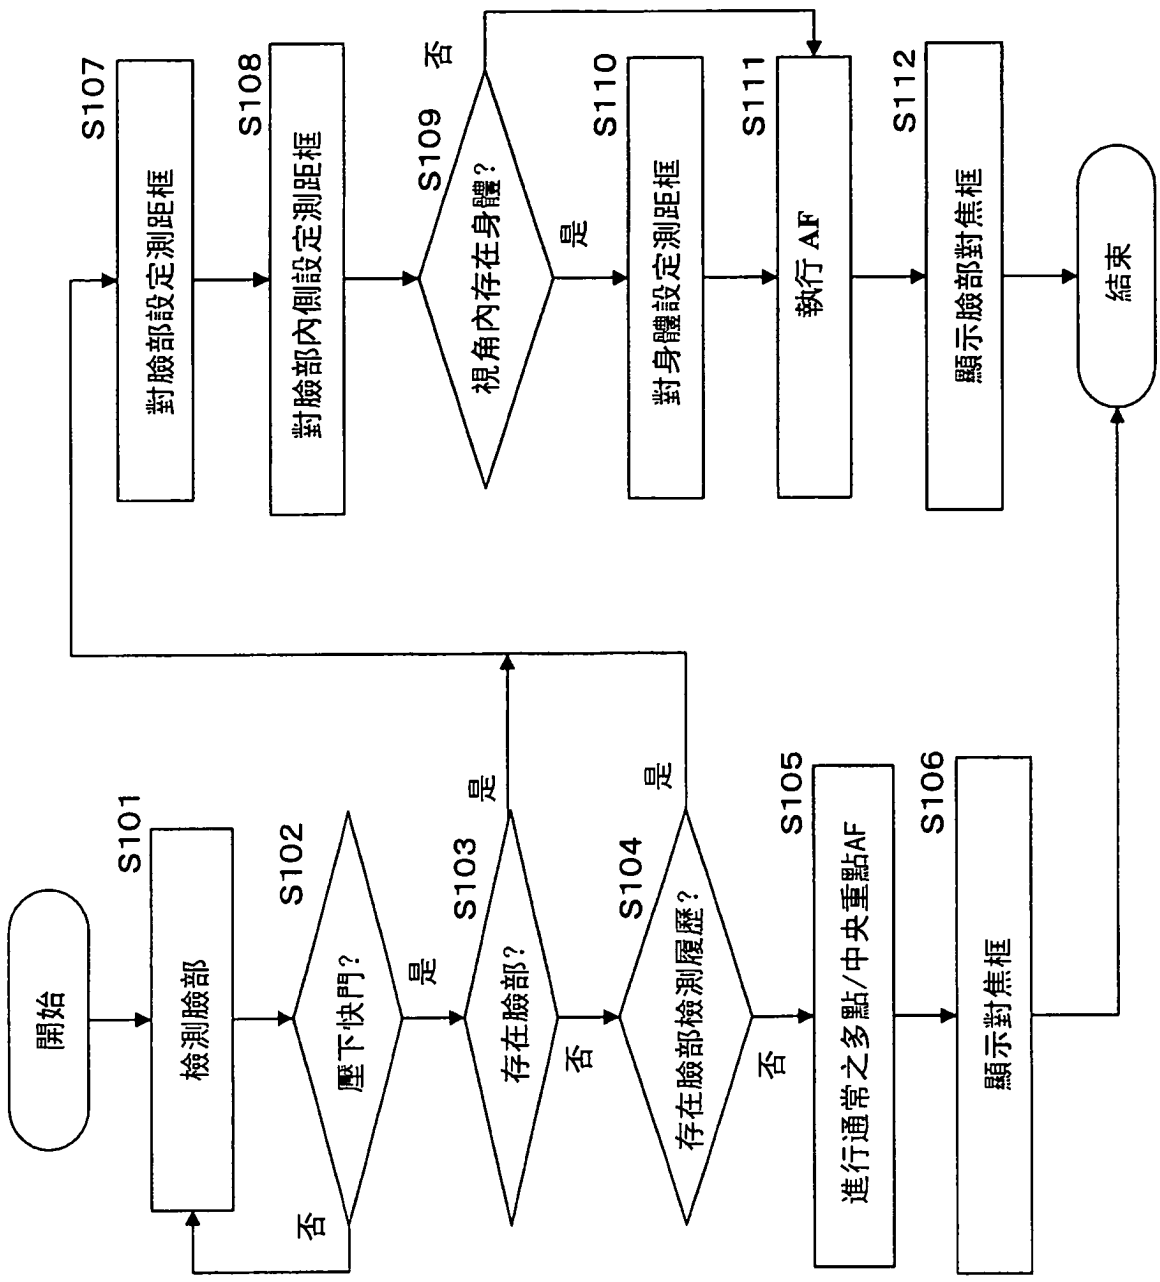 開始
S101
檢測臉部
S102
壓下快門?
否
是
S103
存在臉部?
是
否
S104
存在臉部檢測履歷?
是
否
S105
進行通常之多點/中央重點AF
S106
顯示對焦框
S107
對臉部設定測距框
S108
對臉部內側設定測距框
S109
視角內存在身體?
否
是
S110
對身體設定測距框
S111
執行 AF
S112
顯示臉部對焦框
結束